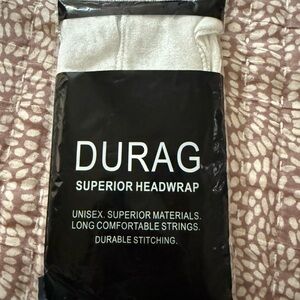 DURAG
SUPERIOR HEADWRAP
UNISEX. SUPERIOR MATERIALS.
LONG COMFORTABLE STRINGS.
DURABLE STITCHING.